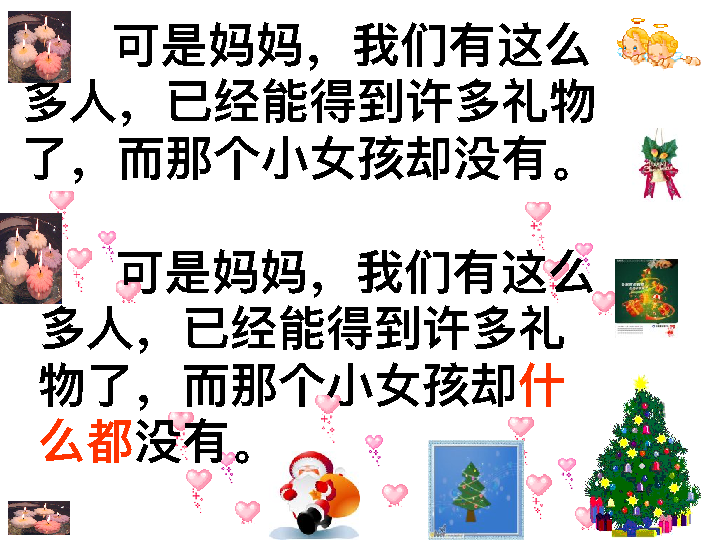 可是妈妈，我们有这么
多人，已经能得到许多礼物
了，而那个小女孩却没有。
可是妈妈，我们有这么
多人，已经能得到许多礼
物了，而那个小女孩却什
么都没有。